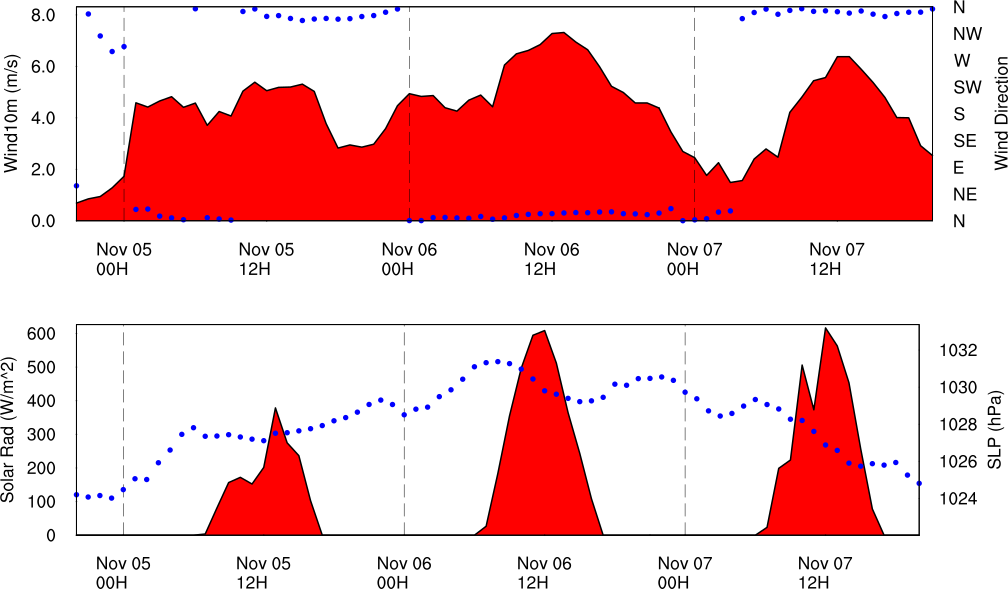 8.0
6.0
4.0
2.0
0.0
Wind10m (m/s)
N
NW
W
SW
S
SE
E
NE
N
Wind Direction
Nov 05
00H
Nov 05
12H
Nov 06
00H
Nov 06
12H
Nov 07
00H
Nov 07
12H
600
500
400
300
200
100
0
Solar Rad (W/m^2)
1032
1030
1028
1026
1024
SLP (hPa)
Nov 05
00H
Nov 05
12H
Nov 06
00H
Nov 06
12H
Nov 07
00H
Nov 07
12H